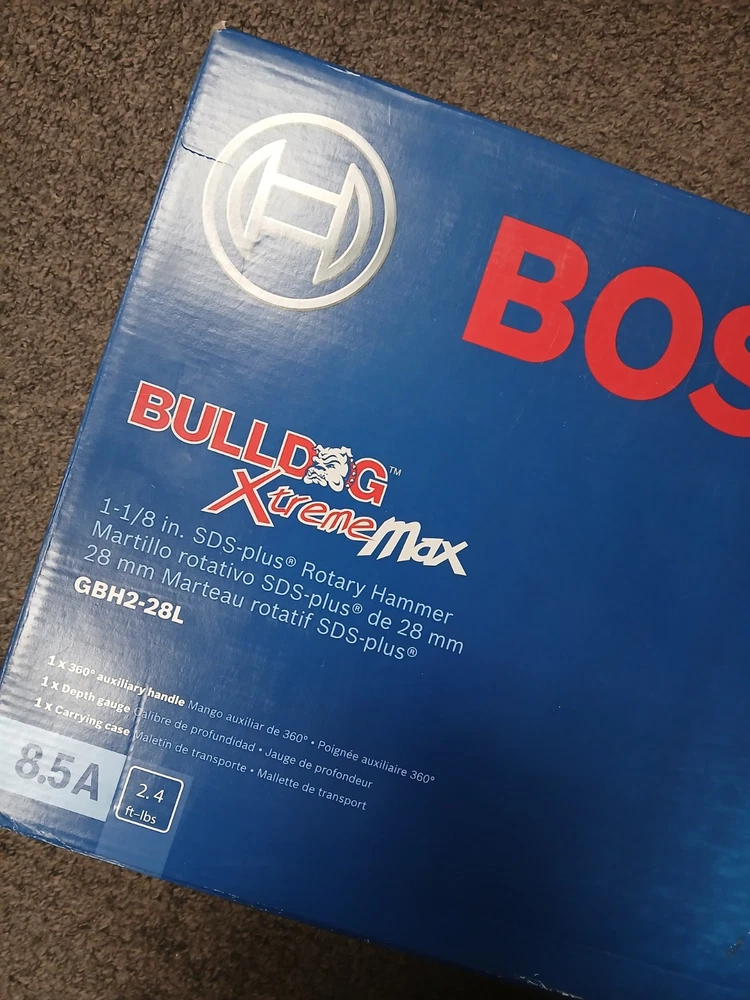 BOS
BULLDOG™
XtremeMax
1-1/8 in. SDS-plus® Rotary Hammer
Martillo rotativo SDS-plus® de 28 mm
28 mm Marteau rotatif SDS-plus®
GBH2-28L
1 x 360° auxiliary handle Mango auxiliar de 360° • Poignée auxiliaire 360°
1 x Depth gauge Calibre de profundidad • Jauge de profondeur
1 x Carrying case Maletín de transporte • Mallette de transport
8.5A
2.4
ft-lbs